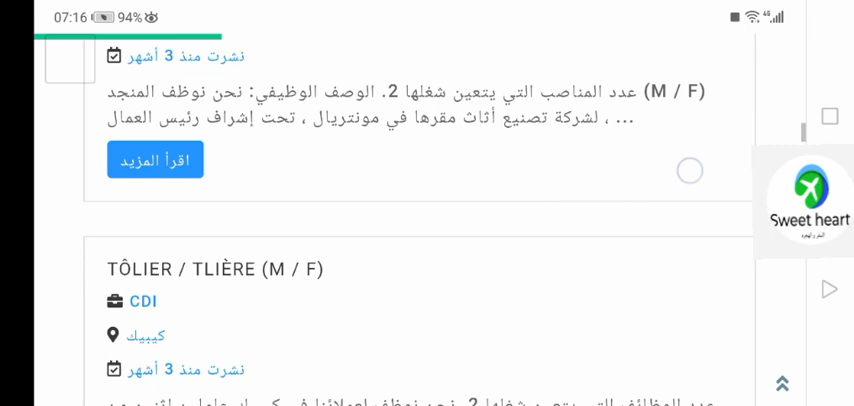 07:16 94%
نشرت منذ 3 أشهر
(M / F) عدد المناصب التي يتعين شغلها 2. الوصف الوظيفي: نحن نوظف المنجد
، لشركة تصنيع أثاث مقرها في مونتريال ، تحت إشراف رئيس العمال ...
اقرأ المزيد
Sweet heart
TÔLIER / TLIÈRE (M / F)
CDI
كيبيك
نشرت منذ 3 أشهر